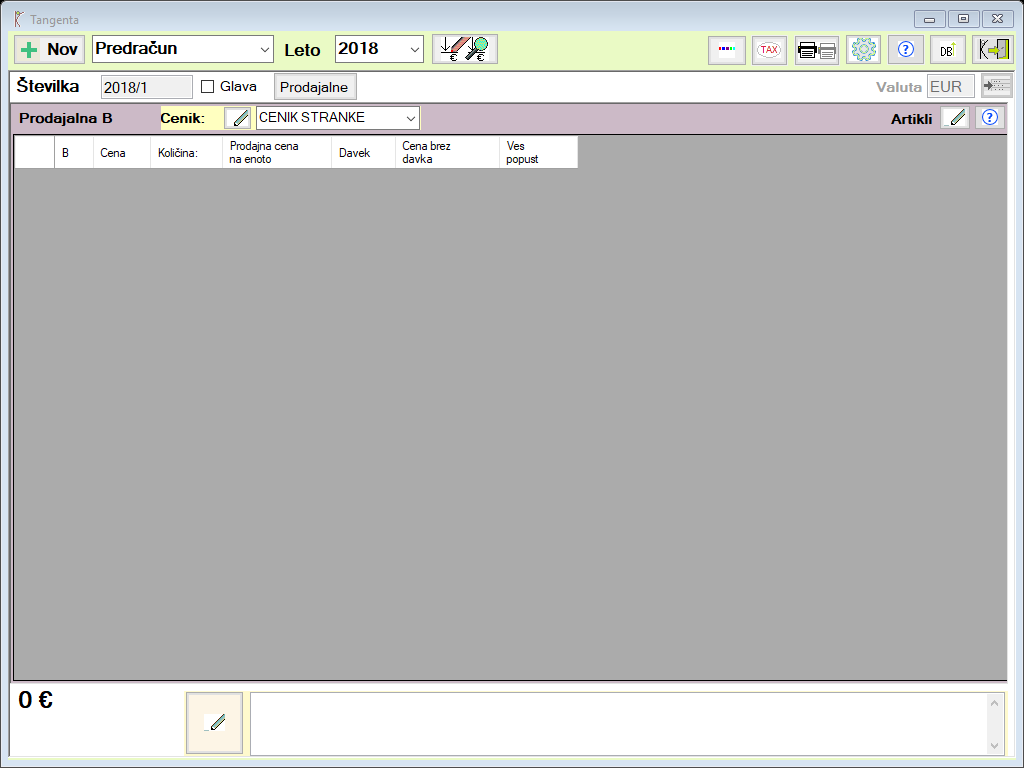 Tangenta
Nov Predračun Leto 2018 TAX DB
Številka 2018/1 Glava Prodajalne Valuta EUR
Prodajalna B Cenik: CENIK STRANKE Artikli
B Cena Količina: Prodajna cena na enoto Davek Cena brez davka Ves popust
0 €